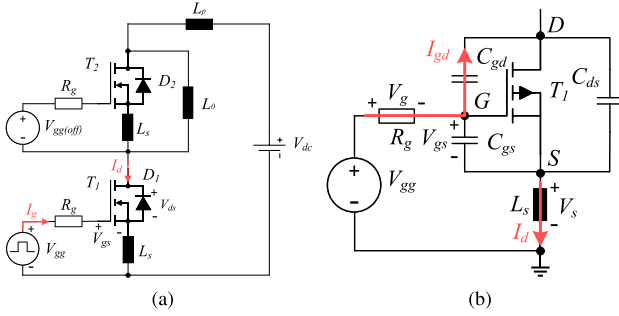 L_p
T_2
D_2
R_g
L_0
V_gg(off)
L_s
V_dc
I_d
T_1
D_1
I_g
R_g
V_ds
V_gs
V_gg
L_s
(a)
D
I_gd
C_gd
C_ds
V_g
G
T_1
R_g
V_gs
C_gs
S
V_gg
L_s
V_s
I_d
(b)